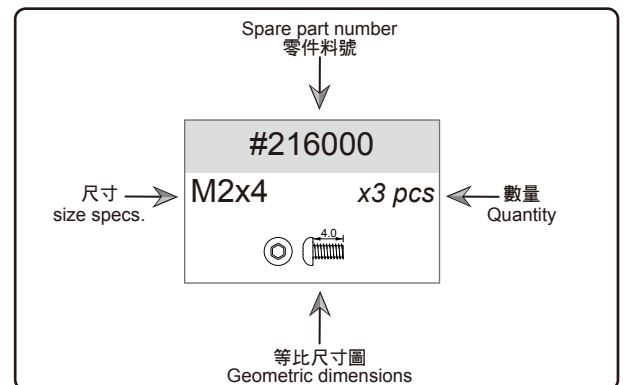 Spare part number
零件料號
#216000
尺寸
size specs.
M2x4
x3 pcs
數量
Quantity
4.0
等比尺寸圖
Geometric dimensions